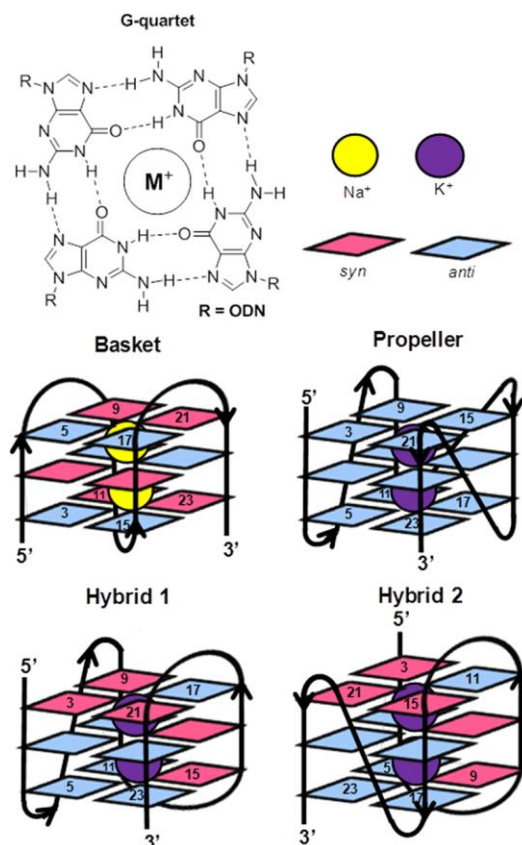 G-quartet
R N N H N N N R
H N N
O H N
N H O N
N H M+ H
H O H N H
N N H O N
N N N H N N
R H R
R = ODN
Na+ K+
syn anti
Basket Propeller
9 21 5 17 11 23 3 15
5' 3'
5' 9 15 3 21 11 17 5 23
3'
Hybrid 1 Hybrid 2
5' 9 17 3 21 11 15 5 23
3'
5' 3 11 21 15 5 9 23 17
3'